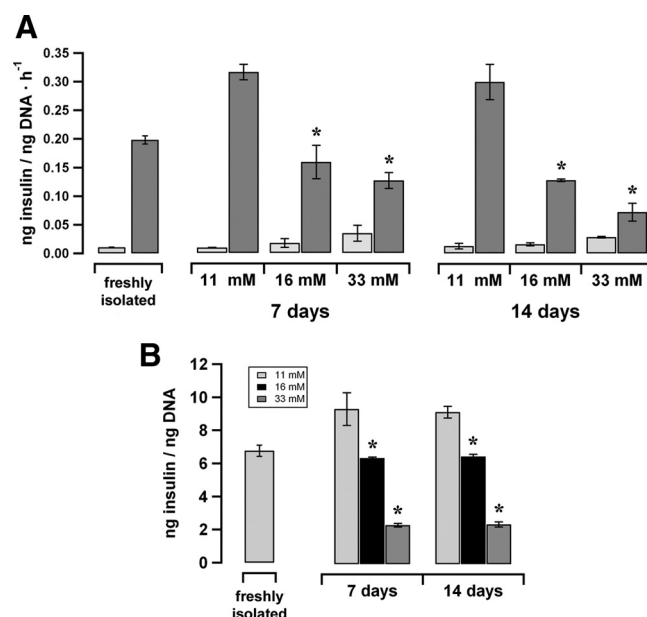 A
ng insulin / ng DNA · h⁻¹
0.35
0.30
0.25
0.20
0.15
0.10
0.05
0.00
* * * *
freshly
isolated
11 mM 16 mM 33 mM
7 days
11 mM 16 mM 33 mM
14 days
B
ng insulin / ng DNA
12
10
8
6
4
2
0
11 mM
16 mM
33 mM
* * * *
freshly
isolated
7 days 14 days